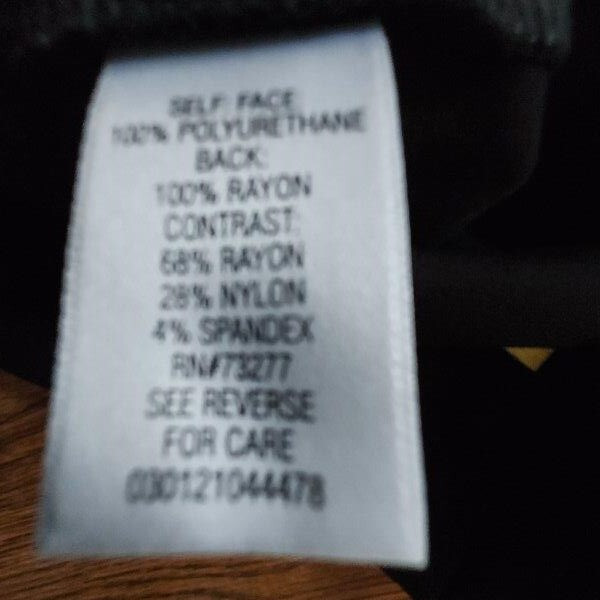 SELF: FACE:
100% POLYURETHANE
BACK:
100% RAYON
CONTRAST:
68% RAYON
28% NYLON
4% SPANDEX
RN#73277
SEE REVERSE
FOR CARE
030121044478